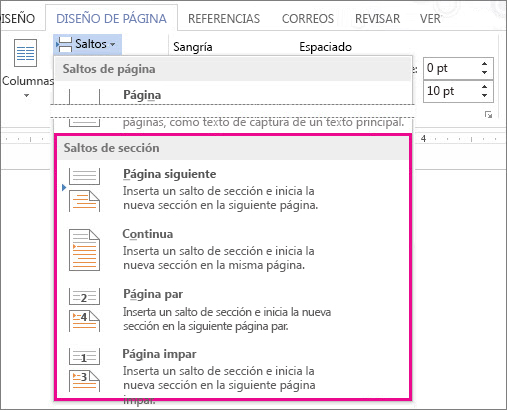 DISEÑO DE PÁGINA REFERENCIAS CORREOS REVISAR VER
Saltos Sangría Espaciado
Columnas
0 pt
10 pt
Saltos de página
Página
páginas, como texto de captura de un texto principal.
4
Saltos de sección
Página siguiente
Inserta un salto de sección e inicia la
nueva sección en la siguiente página.
Continua
Inserta un salto de sección e inicia la
nueva sección en la misma página.
2
4
Página par
Inserta un salto de sección e inicia la nueva
sección en la siguiente página par.
1
3
Página impar
Inserta un salto de sección e inicia la
nueva sección en la siguiente página
impar.